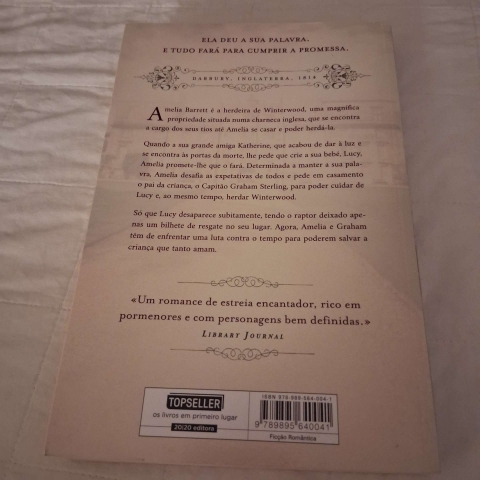 ELA DEU A SUA PALAVRA.
E TUDO FARÁ PARA CUMPRIR A PROMESSA.
DARBURY, INGLATERRA, 1814
Amelia Barrett é a herdeira de Winterwood, uma magnífica
propriedade situada numa charneca inglesa, que se encontra
a cargo dos seus tios até Amelia se casar e poder herdá-la.
Quando a sua grande amiga Katherine, que acabou de dar à luz e
se encontra às portas da morte, lhe pede que crie a sua bebé, Lucy,
Amelia promete-lhe que o fará. Determinada a manter a sua pala-
vra, Amelia desafia as expetativas de todos e pede em casamento
o pai da criança, o Capitão Graham Sterling, para poder cuidar de
Lucy e, ao mesmo tempo, herdar Winterwood.
Só que Lucy desaparece subitamente, tendo o raptor deixado ape-
nas um bilhete de resgate no seu lugar. Agora, Amelia e Graham
têm de enfrentar uma luta contra o tempo para poderem salvar a
criança que tanto amam.
«Um romance de estreia encantador, rico em
pormenores e com personagens bem definidas.»
LIBRARY JOURNAL
TOPSELLER
os livros em primeiro lugar
20|20 editora
ISBN 978-989-564-004-1
9 789895 640041
Ficção Romântica